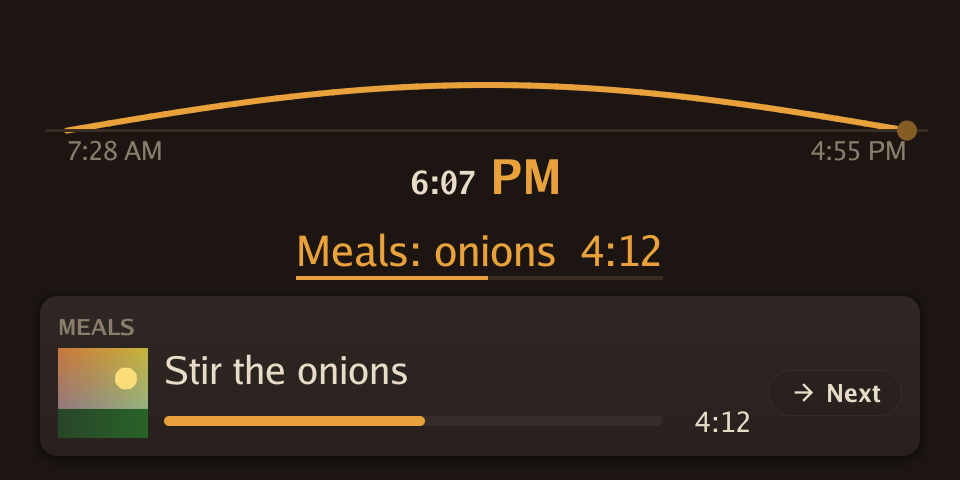 7:28 AM 4:55 PM
6:07 PM
Meals: onions 4:12
MEALS
Stir the onions
4:12
→ Next